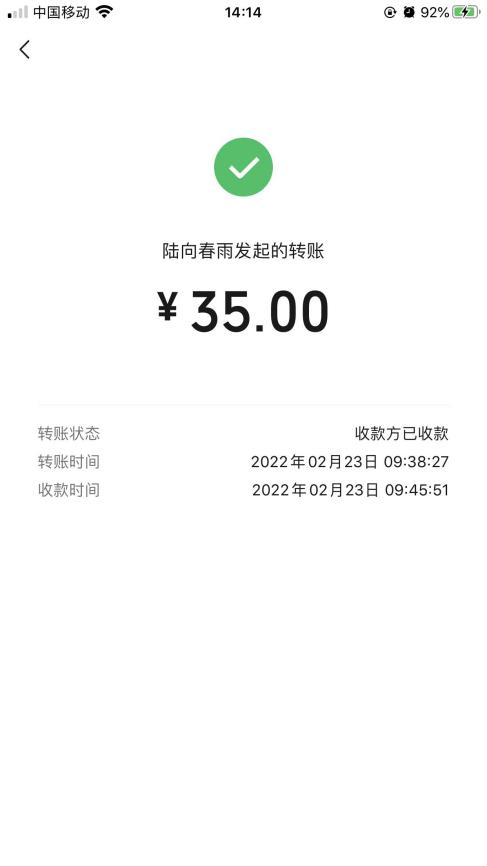 中国移动 14:14 92%
陆向春雨发起的转账
¥ 35.00
转账状态 收款方已收款
转账时间 2022年02月23日 09:38:27
收款时间 2022年02月23日 09:45:51